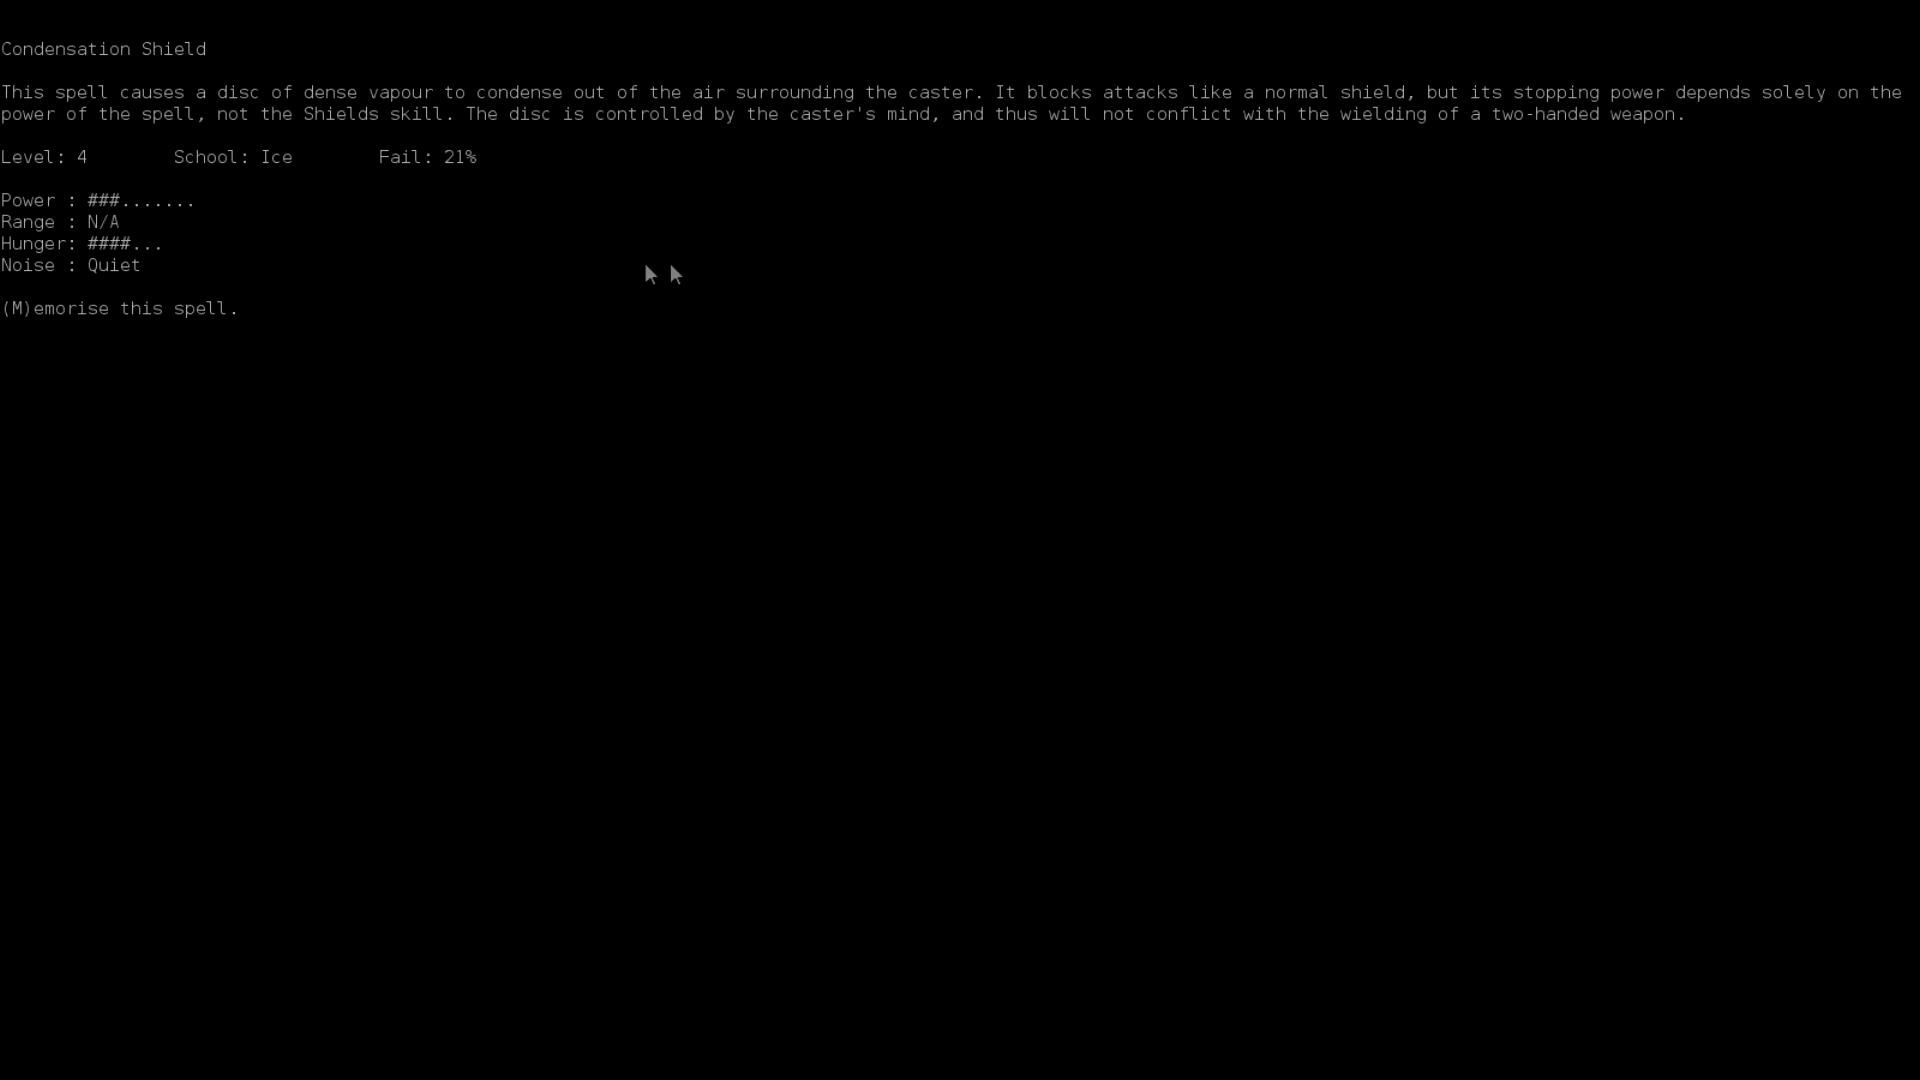 Condensation Shield
This spell causes a disc of dense vapour to condense out of the air surrounding the caster. It blocks attacks like a normal shield, but its stopping power depends solely on the
power of the spell, not the Shields skill. The disc is controlled by the caster's mind, and thus will not conflict with the wielding of a two-handed weapon.
Level: 4        School: Ice        Fail: 21%
Power : ###.......
Range : N/A
Hunger: ####...
Noise : Quiet
(M)emorise this spell.